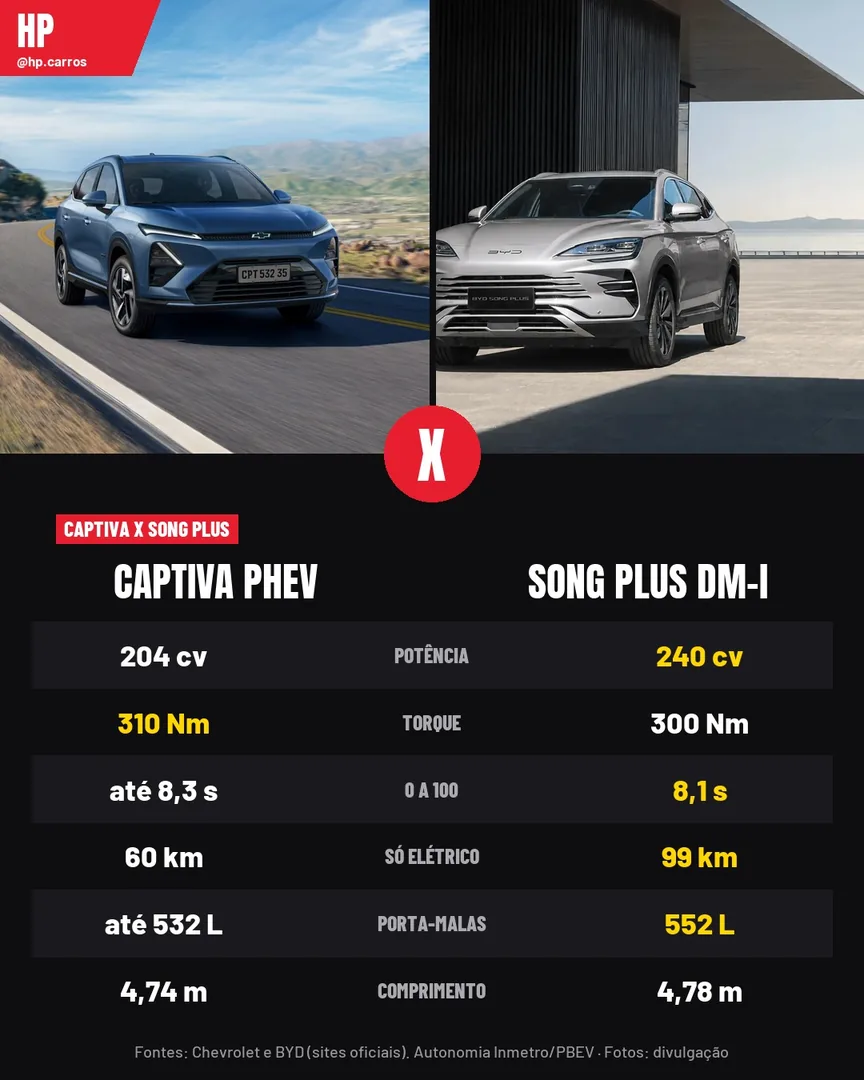 HP
@hp.carros
CPT 532 35
BYD
BYD SONG PLUS
X
CAPTIVA X SONG PLUS
CAPTIVA PHEV
SONG PLUS DM-I
204 cv POTÊNCIA 240 cv
310 Nm TORQUE 300 Nm
até 8,3 s 0 A 100 8,1 s
60 km SÓ ELÉTRICO 99 km
até 532 L PORTA-MALAS 552 L
4,74 m COMPRIMENTO 4,78 m
Fontes: Chevrolet e BYD (sites oficiais). Autonomia Inmetro/PBEV · Fotos: divulgação